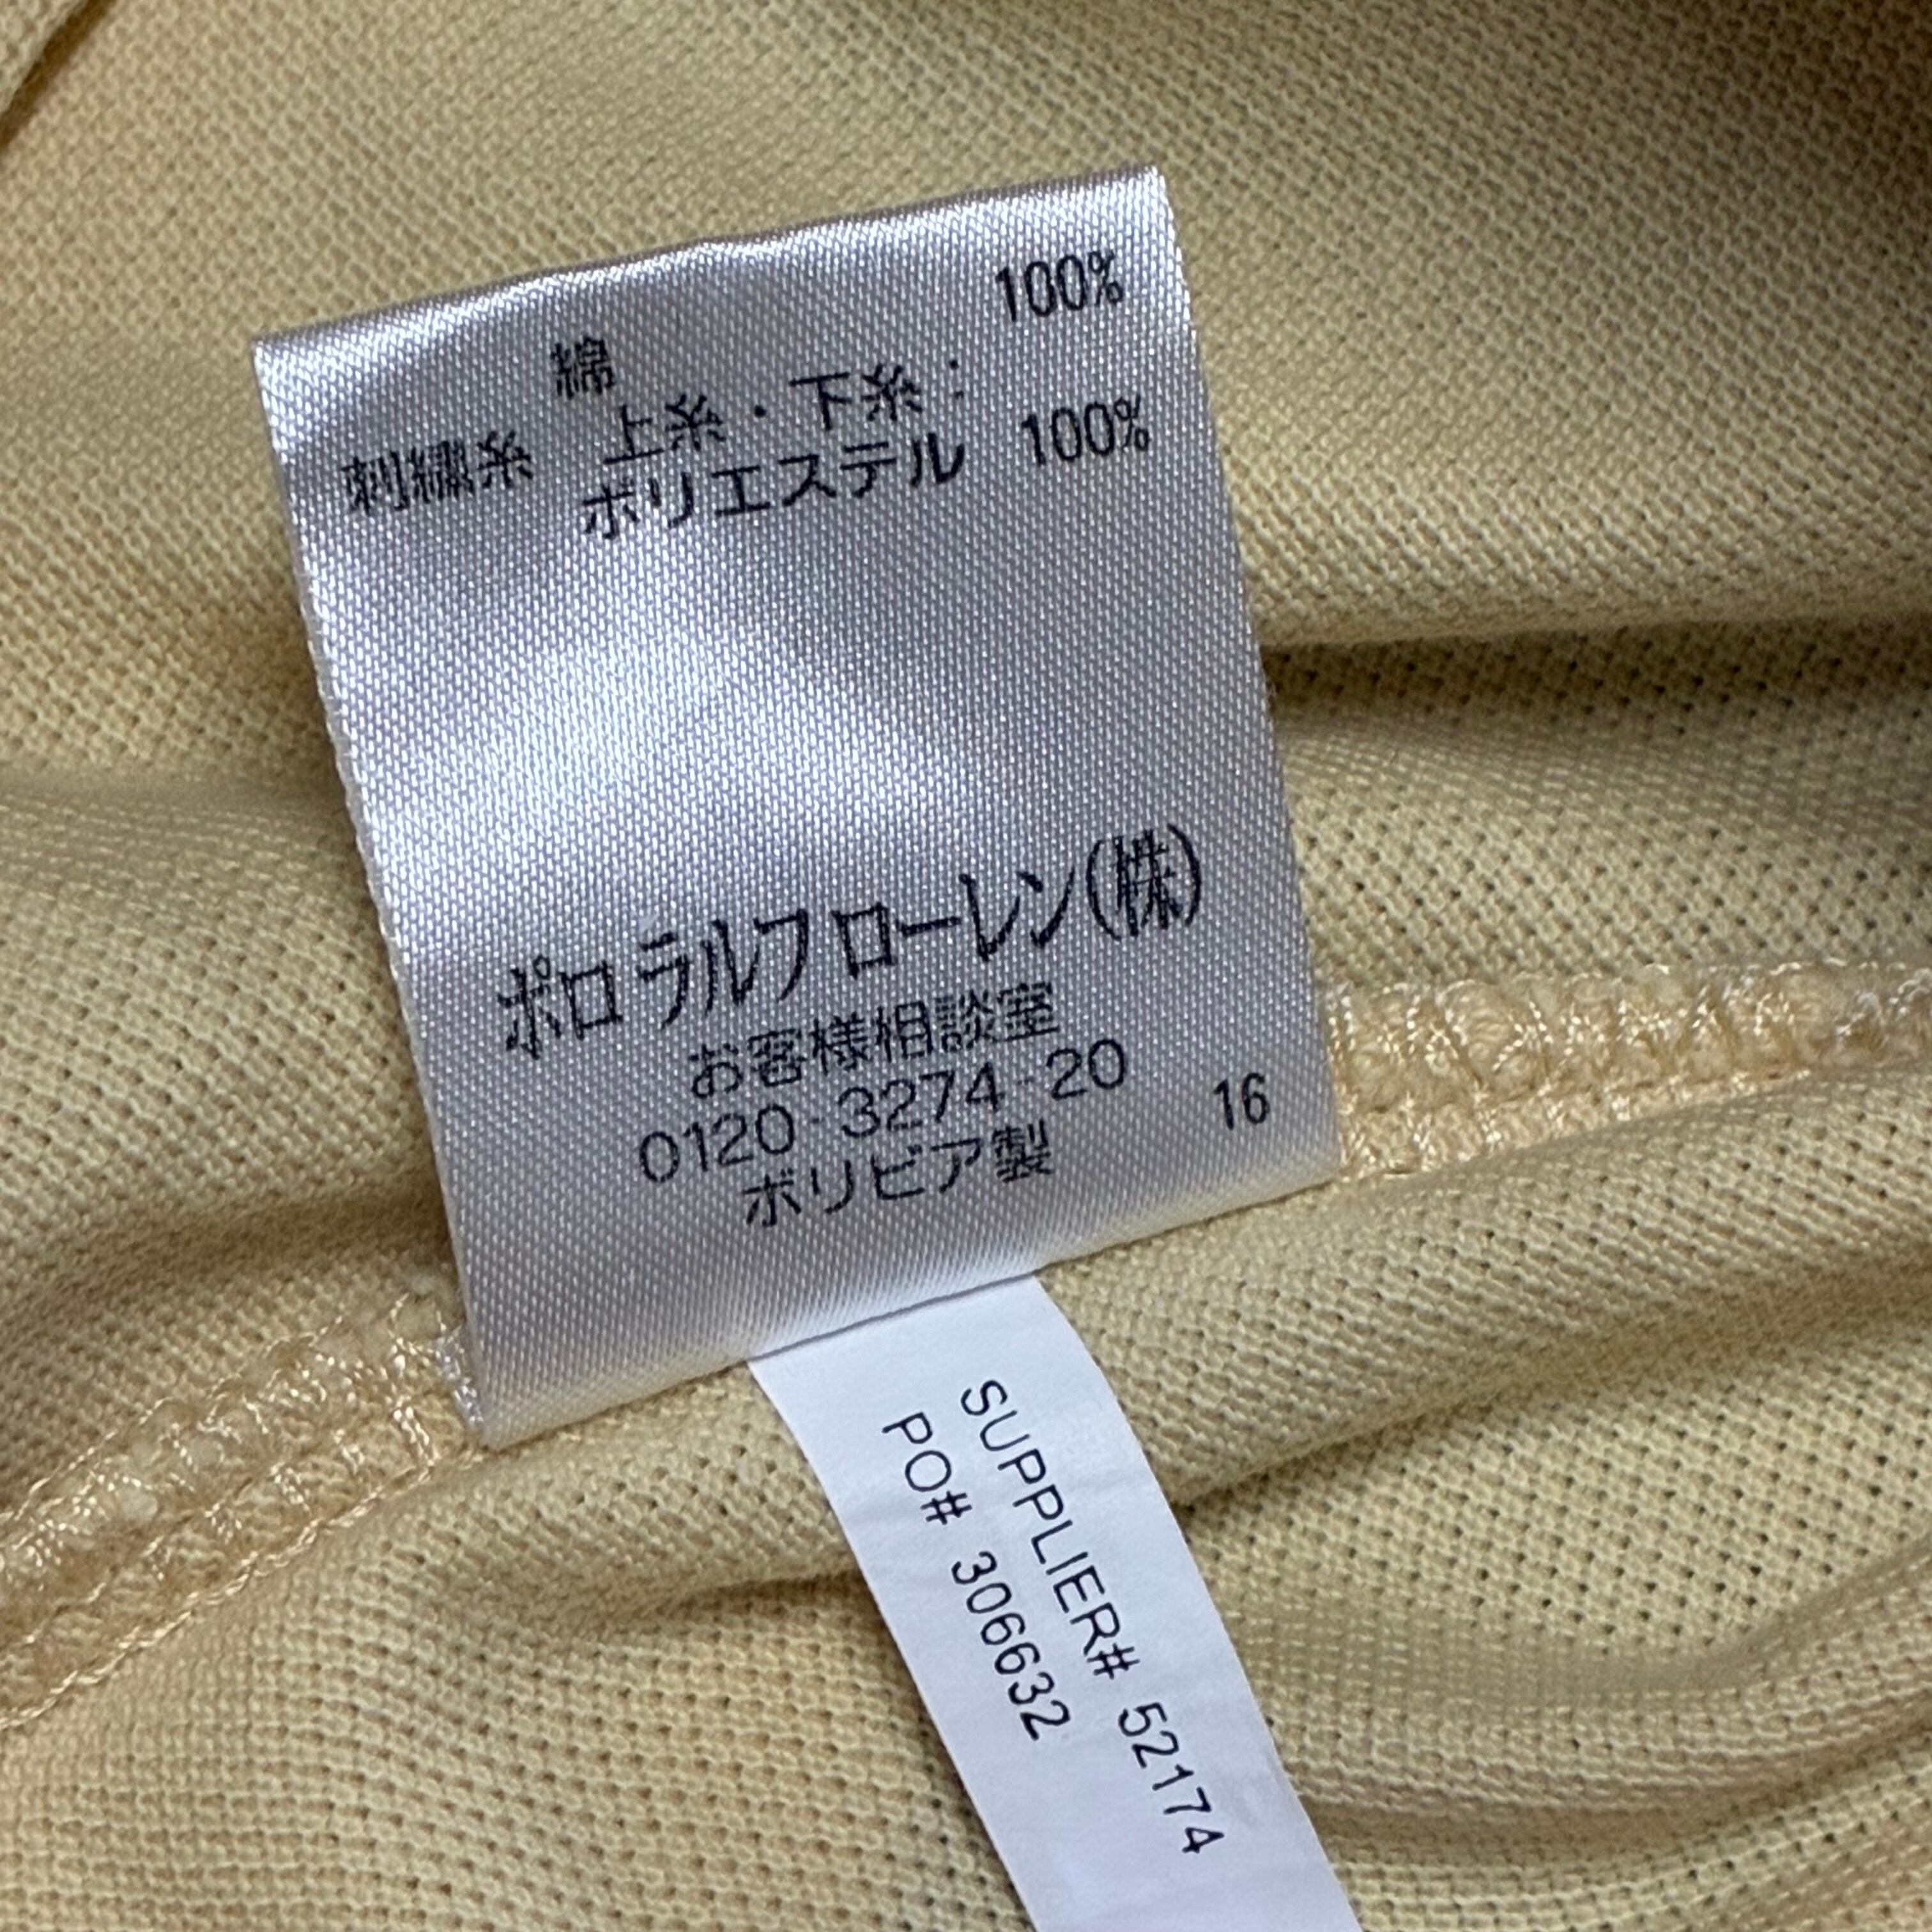 綿 100%
刺繍糸 上糸・下糸:
ポリエステル 100%
ポロ ラルフ ローレン(株)
お客様相談室
0120-3274-20
ボリビア製 16
SUPPLIER# 52174
PO# 306632